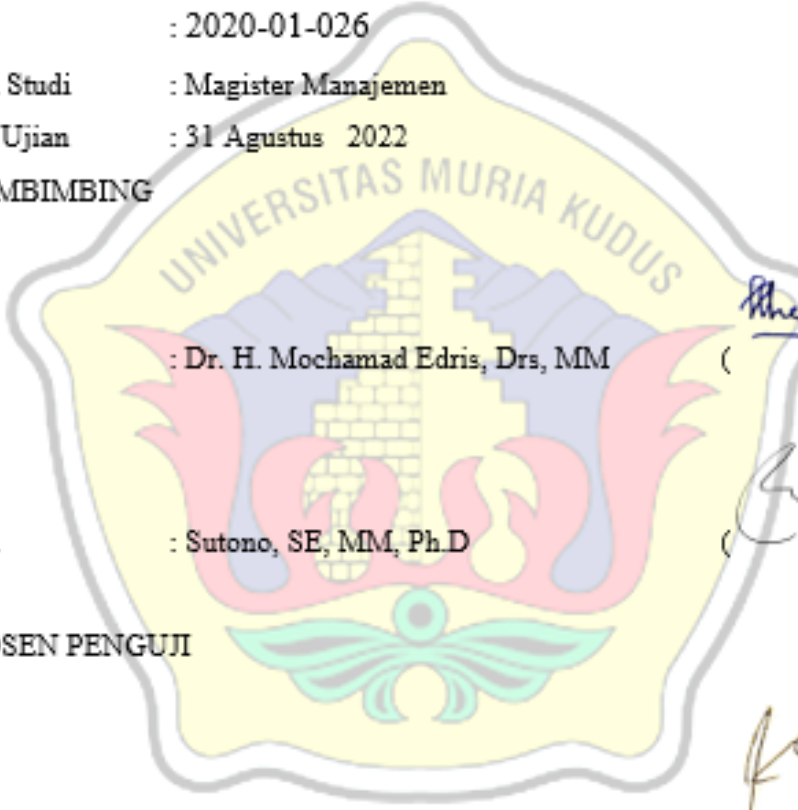 : 2020-01-026
Studi : Magister Manajemen
Ujian : 31 Agustus 2022
MBIMBING
UNIVERSITAS MURIA KUDUS
: Dr. H. Mochamad Edris, Drs, MM (
: Sutono, SE, MM, Ph.D (
OSEN PENGUJI